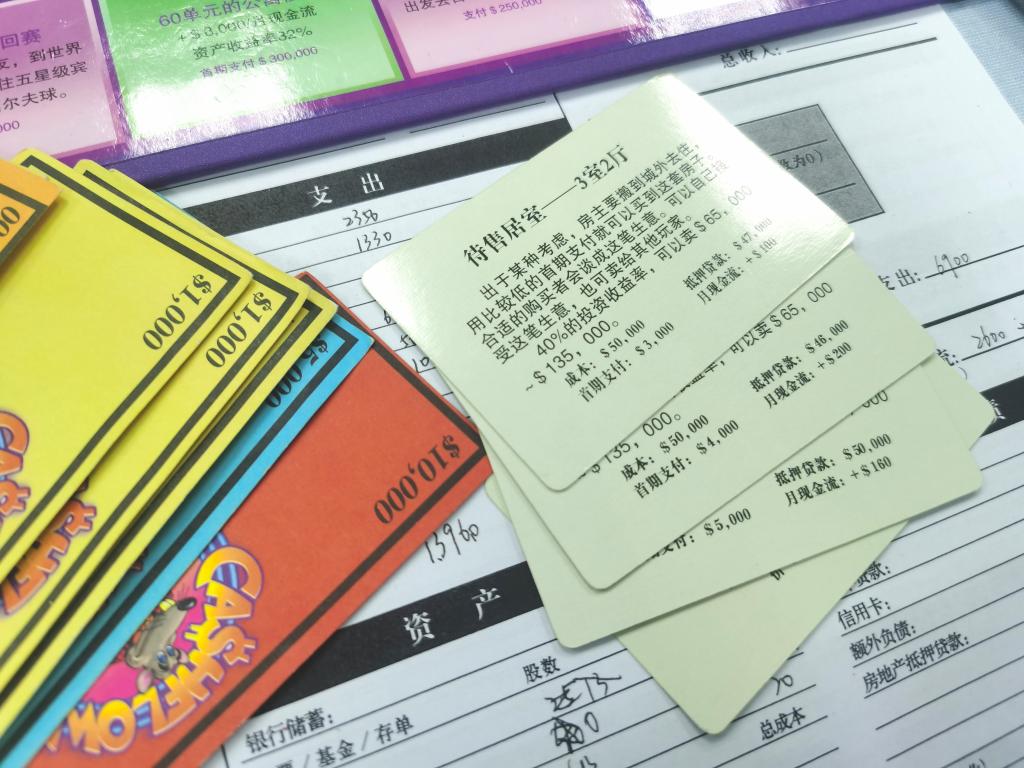 回赛
友，到世界
住五星级宾
尔夫球。
60单元的公寓
+$8,000/月现金流
资产收益率32%
首期支付$300,000
支付$250,000
总收入:
支出
2350
1330
待售居室——3室2厅
出于某种考虑，房主要搬到城外去住，
用比较低的首期支付就可以买到这套房子。
合适的购买者会谈成这笔生意。可以自己接
受这笔生意，也可卖给其他玩家。
40%的投资收益率，可以卖$65,000
~$135,000。
成本:$50,000
抵押贷款:$47,000
首期支付:$3,000
月现金流:+$100
可以卖$65,000
$135,000。
成本:$50,000
抵押贷款:$46,000
首期支付:$4,000
月现金流:+$200
抵押贷款:$50,000
支付:$5,000
月现金流:+$160
支出: 6900
2600
$1,000
$1,000
$10,000
CASHFLOW
13960
资产
银行储蓄:
股数
/基金/存单
总成本
贷款:
信用卡:
额外负债:
房地产抵押贷款: